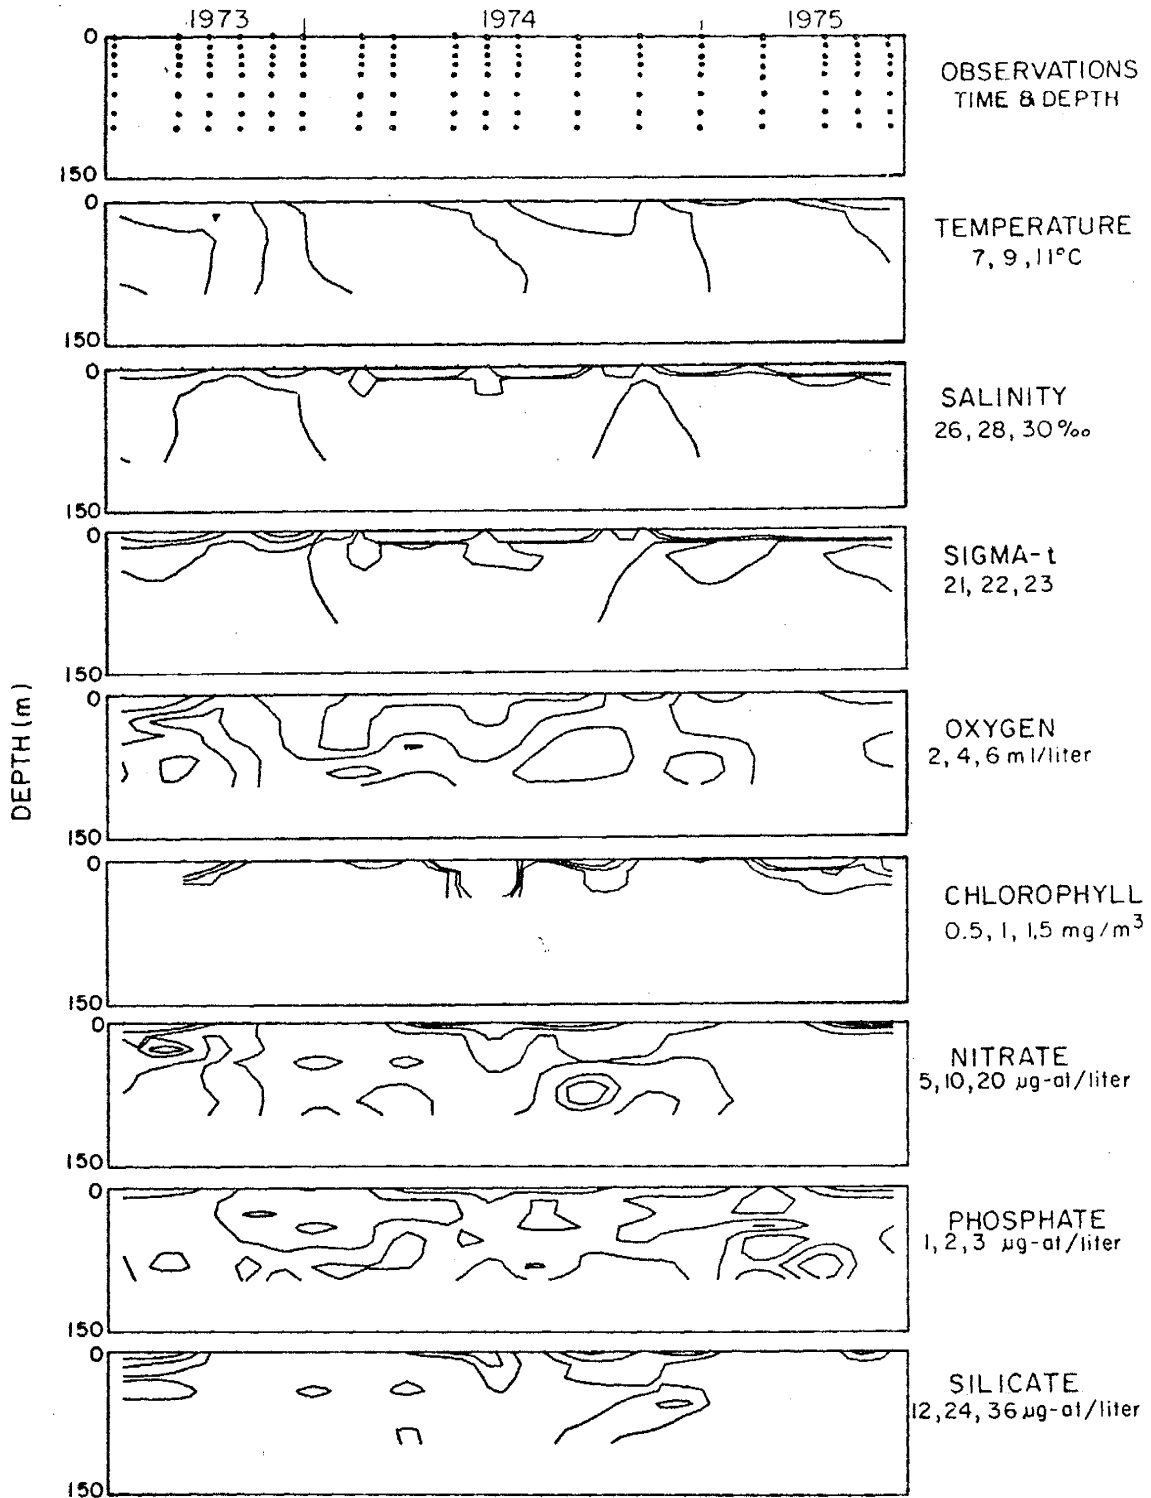 1973 1974 1975
0
150
OBSERVATIONS
TIME & DEPTH
0
150
TEMPERATURE
7, 9, 11°C
0
150
SALINITY
26, 28, 30‰
0
150
SIGMA-t
21, 22, 23
DEPTH (m)
0
150
OXYGEN
2, 4, 6 ml/liter
0
150
CHLOROPHYLL
0.5, 1, 1.5 mg/m³
0
150
NITRATE
5, 10, 20 µg-at/liter
0
150
PHOSPHATE
1, 2, 3 µg-at/liter
0
150
SILICATE
12, 24, 36 µg-at/liter